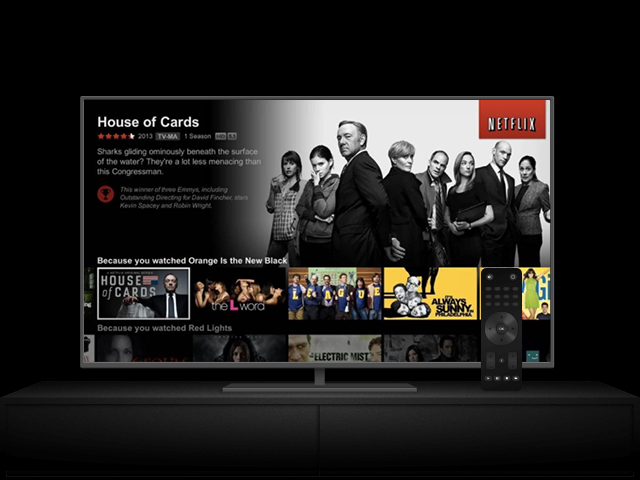 House of Cards
2013 TV-MA 1 Season HD 5.1
Sharks gliding ominously beneath the surface
of the water? They're a lot less menacing than
this Congressman.
This winner of three Emmys, including
Outstanding Directing for David Fincher, stars
Kevin Spacey and Robin Wright.
NETFLIX
Because you watched Orange Is the New Black
HOUSE
of CARDS
the L word
LEAGUE
IT'S
ALWAYS
SUNNY IN
PHILADELPHIA
Because you watched Red Lights
ELECTRIC MIST